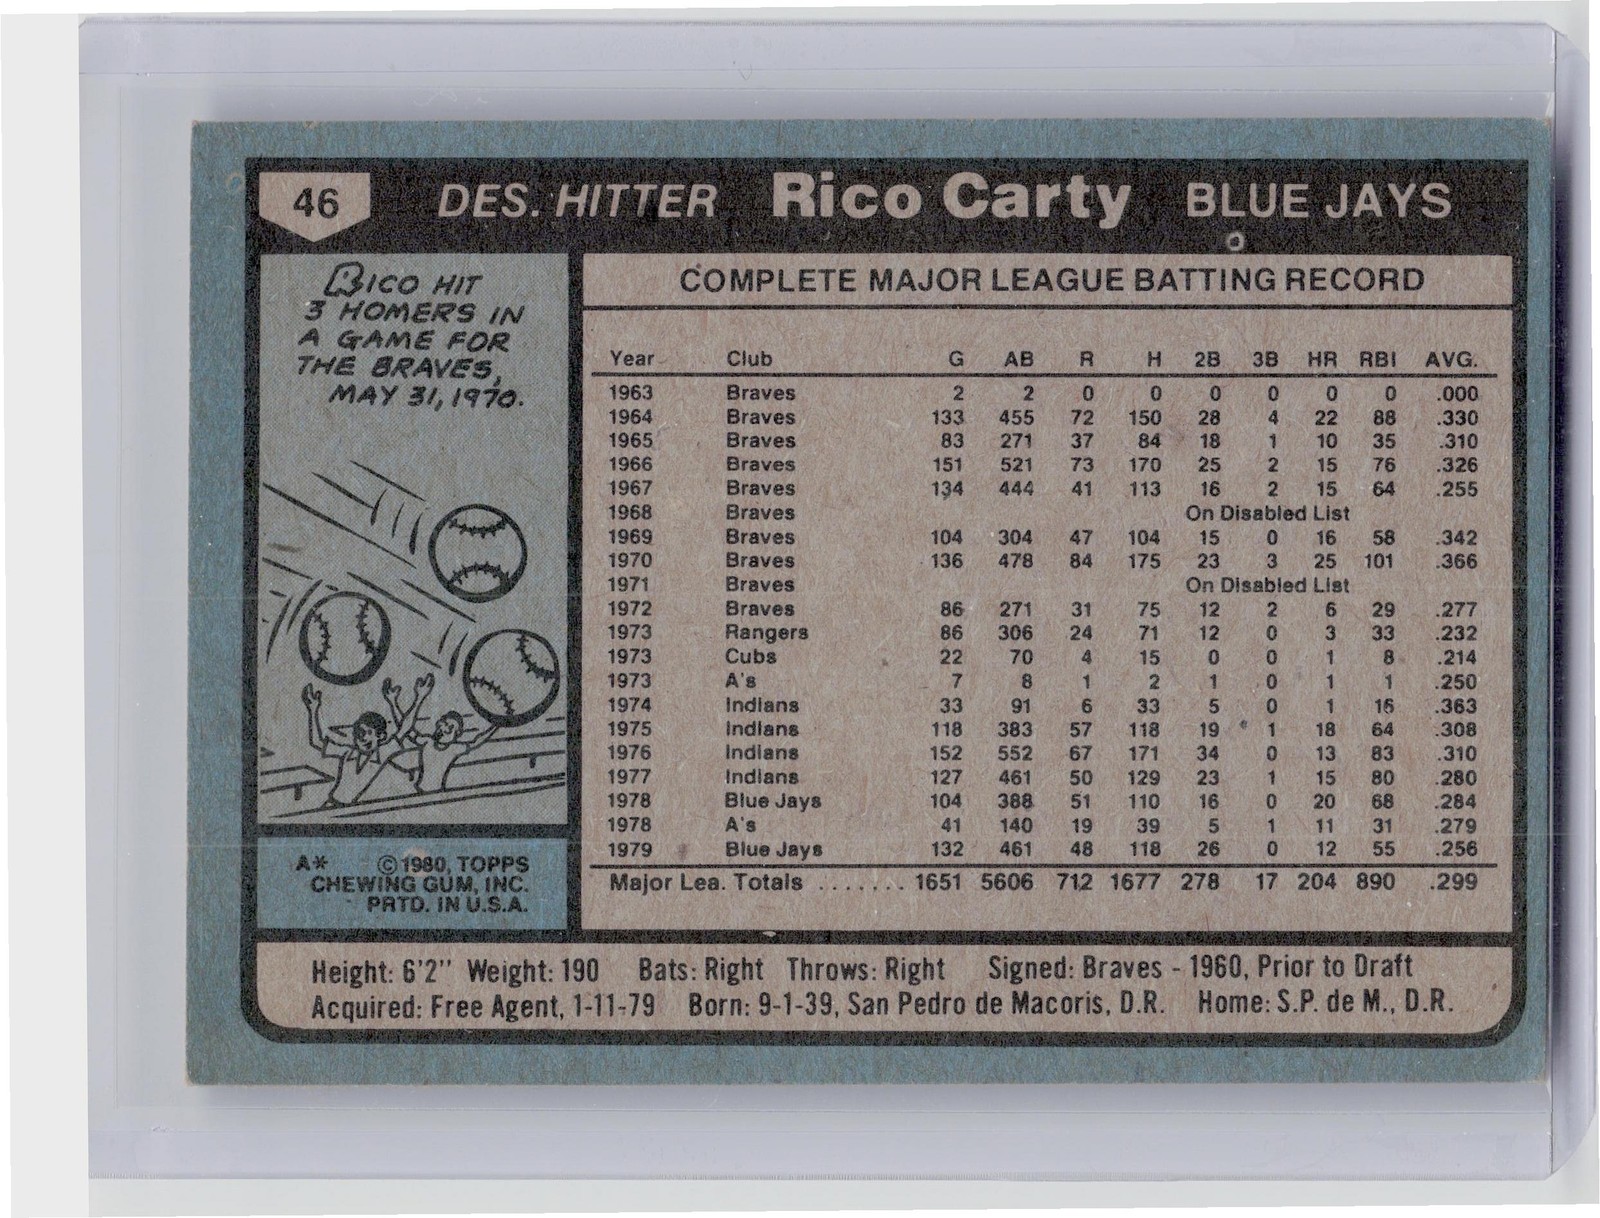 46 DES. HITTER Rico Carty BLUE JAYS
RICO HIT
3 HOMERS IN
A GAME FOR
THE BRAVES,
MAY 31, 1970.
A* ©1980, TOPPS
CHEWING GUM, INC.
PRTD. IN U.S.A.
COMPLETE MAJOR LEAGUE BATTING RECORD
Year Club G AB R H 2B 3B HR RBI AVG.
1963 Braves 2 2 0 0 0 0 0 0 .000
1964 Braves 133 455 72 150 28 4 22 88 .330
1965 Braves 83 271 37 84 18 1 10 35 .310
1966 Braves 151 521 73 170 25 2 15 76 .326
1967 Braves 134 444 41 113 16 2 15 64 .255
1968 Braves On Disabled List
1969 Braves 104 304 47 104 15 0 16 58 .342
1970 Braves 136 478 84 175 23 3 25 101 .366
1971 Braves On Disabled List
1972 Braves 86 271 31 75 12 2 6 29 .277
1973 Rangers 86 306 24 71 12 0 3 33 .232
1973 Cubs 22 70 4 15 0 0 1 8 .214
1973 A's 7 8 1 2 1 0 1 1 .250
1974 Indians 33 91 6 33 5 0 1 16 .363
1975 Indians 118 383 57 118 19 1 18 64 .308
1976 Indians 152 552 67 171 34 0 13 83 .310
1977 Indians 127 461 50 129 23 1 15 80 .280
1978 Blue Jays 104 388 51 110 16 0 20 68 .284
1978 A's 41 140 19 39 5 1 11 31 .279
1979 Blue Jays 132 461 48 118 26 0 12 55 .256
Major Lea. Totals ....... 1651 5606 712 1677 278 17 204 890 .299
Height: 6'2" Weight: 190 Bats: Right Throws: Right Signed: Braves - 1960, Prior to Draft
Acquired: Free Agent, 1-11-79 Born: 9-1-39, San Pedro de Macoris, D.R. Home: S.P. de M., D.R.